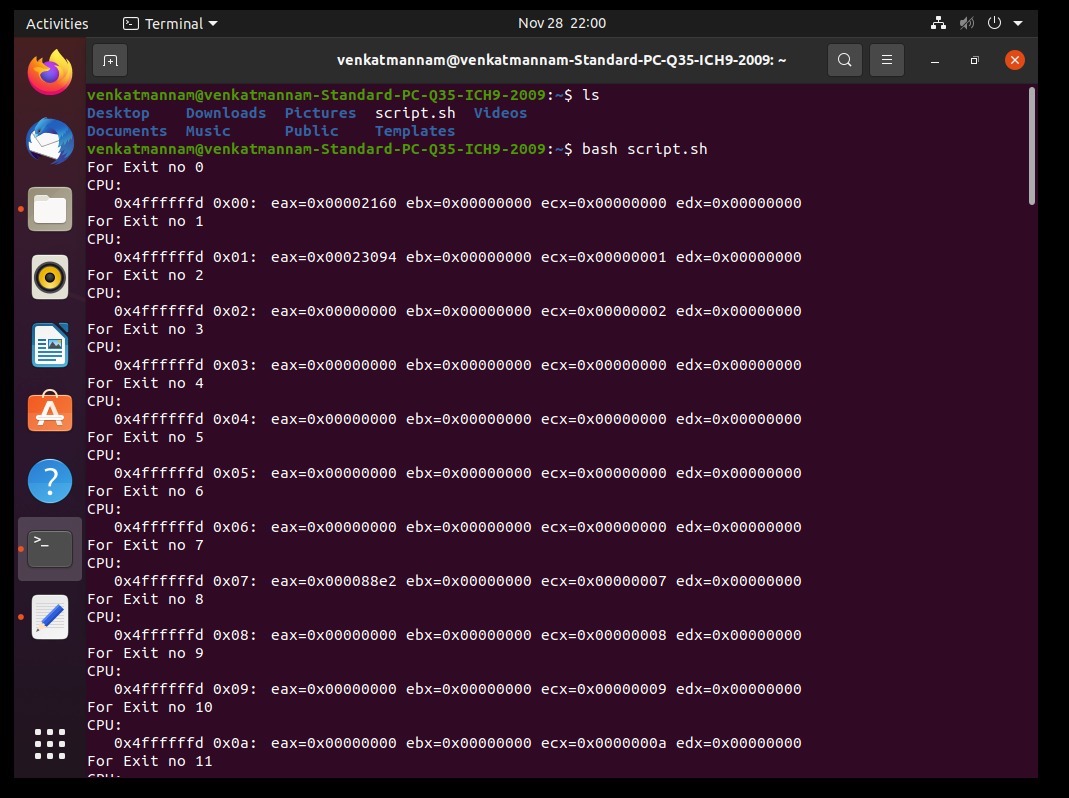 Activities Terminal Nov 28 22:00
venkatmannam@venkatmannam-Standard-PC-Q35-ICH9-2009: ~
venkatmannam@venkatmannam-Standard-PC-Q35-ICH9-2009:~$ ls
Desktop Downloads Pictures script.sh Videos
Documents Music Public Templates
venkatmannam@venkatmannam-Standard-PC-Q35-ICH9-2009:~$ bash script.sh
For Exit no 0
CPU:
0x4ffffffd 0x00: eax=0x00002160 ebx=0x00000000 ecx=0x00000000 edx=0x00000000
For Exit no 1
CPU:
0x4ffffffd 0x01: eax=0x00023094 ebx=0x00000000 ecx=0x00000001 edx=0x00000000
For Exit no 2
CPU:
0x4ffffffd 0x02: eax=0x00000000 ebx=0x00000000 ecx=0x00000002 edx=0x00000000
For Exit no 3
CPU:
0x4ffffffd 0x03: eax=0x00000000 ebx=0x00000000 ecx=0x00000000 edx=0x00000000
For Exit no 4
CPU:
0x4ffffffd 0x04: eax=0x00000000 ebx=0x00000000 ecx=0x00000000 edx=0x00000000
For Exit no 5
CPU:
0x4ffffffd 0x05: eax=0x00000000 ebx=0x00000000 ecx=0x00000000 edx=0x00000000
For Exit no 6
CPU:
0x4ffffffd 0x06: eax=0x00000000 ebx=0x00000000 ecx=0x00000000 edx=0x00000000
For Exit no 7
CPU:
0x4ffffffd 0x07: eax=0x000088e2 ebx=0x00000000 ecx=0x00000007 edx=0x00000000
For Exit no 8
CPU:
0x4ffffffd 0x08: eax=0x00000000 ebx=0x00000000 ecx=0x00000008 edx=0x00000000
For Exit no 9
CPU:
0x4ffffffd 0x09: eax=0x00000000 ebx=0x00000000 ecx=0x00000009 edx=0x00000000
For Exit no 10
CPU:
0x4ffffffd 0x0a: eax=0x00000000 ebx=0x00000000 ecx=0x0000000a edx=0x00000000
For Exit no 11